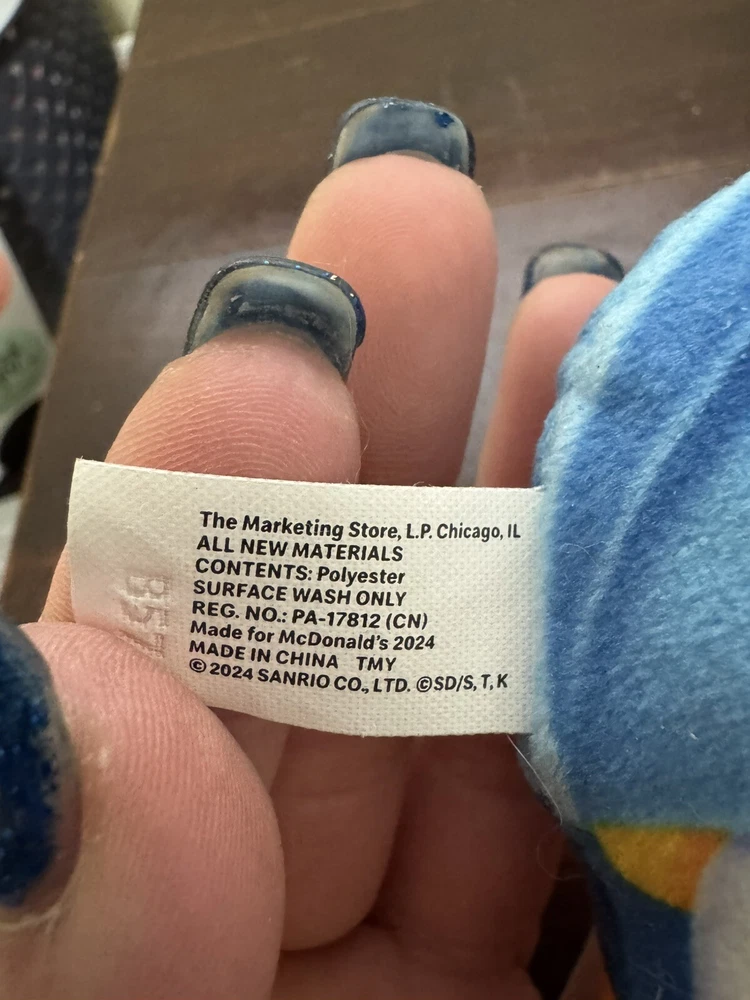 The Marketing Store, L.P. Chicago, IL
ALL NEW MATERIALS
CONTENTS: Polyester
SURFACE WASH ONLY
REG. NO.: PA-17812 (CN)
Made for McDonald's 2024
MADE IN CHINA TMY
© 2024 SANRIO CO., LTD. ©SD/S, T, K